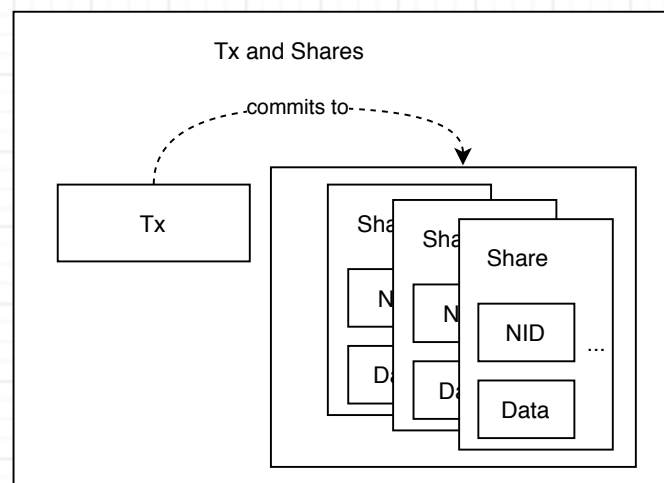 Tx and Shares
commits to
Tx
Share
NID
...
Data